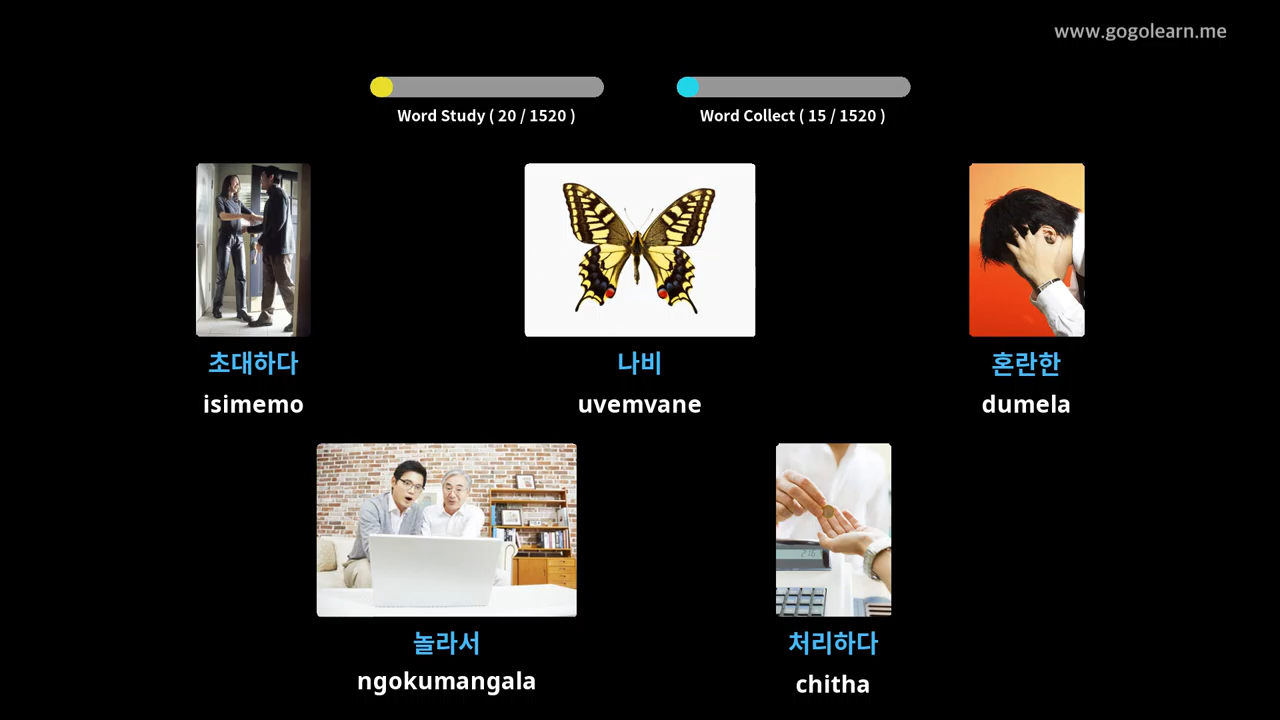 www.gogolearn.me
Word Study ( 20 / 1520 )
Word Collect ( 15 / 1520 )
초대하다
isimemo
나비
uvemvane
혼란한
dumela
놀라서
ngokumangala
처리하다
chitha